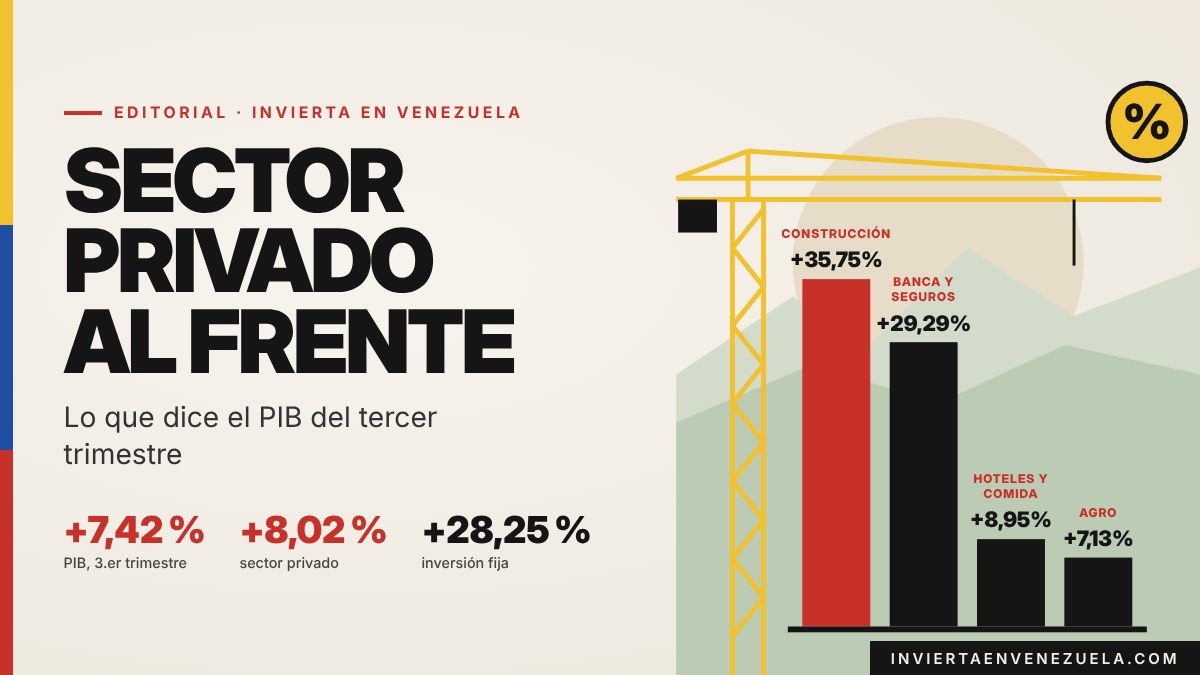 EDITORIAL · INVIERTA EN VENEZUELA
SECTOR
PRIVADO
AL FRENTE
Lo que dice el PIB del tercer
trimestre
+7,42 %
PIB, 3.er trimestre
+8,02 %
sector privado
+28,25 %
inversión fija
%
CONSTRUCCIÓN
+35,75%
BANCA Y
SEGUROS
+29,29%
HOTELES Y
COMIDA
+8,95%
AGRO
+7,13%
INVIERTAENVENEZUELA.COM